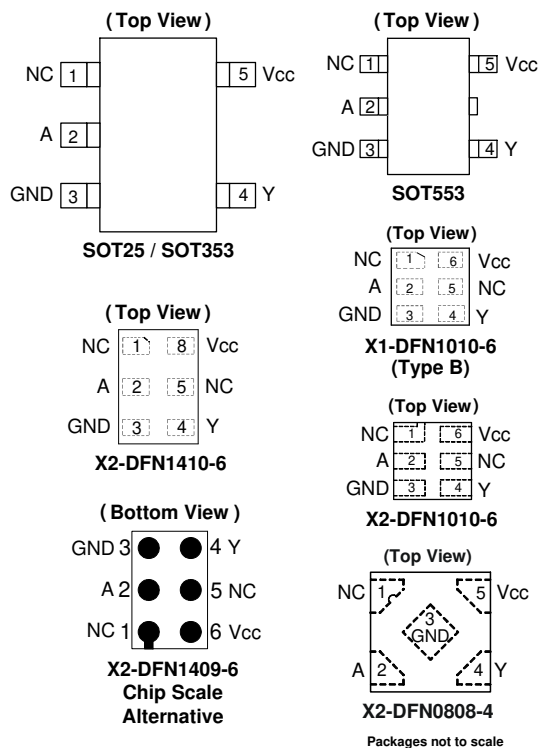 (Top View)
NC 1 5 Vcc
A 2
GND 3 4 Y
SOT25 / SOT353
(Top View)
NC 1 5 Vcc
A 2
GND 3 4 Y
SOT553
(Top View)
NC 1 6 Vcc
A 2 5 NC
GND 3 4 Y
X1-DFN1010-6
(Type B)
(Top View)
NC 1 8 Vcc
A 2 5 NC
GND 3 4 Y
X2-DFN1410-6
(Top View)
NC 1 6 Vcc
A 2 5 NC
GND 3 4 Y
X2-DFN1010-6
(Bottom View)
GND 3 4 Y
A 2 5 NC
NC 1 6 Vcc
X2-DFN1409-6
Chip Scale
Alternative
(Top View)
NC 1 5 Vcc
3
GND
A 2 4 Y
X2-DFN0808-4
Packages not to scale